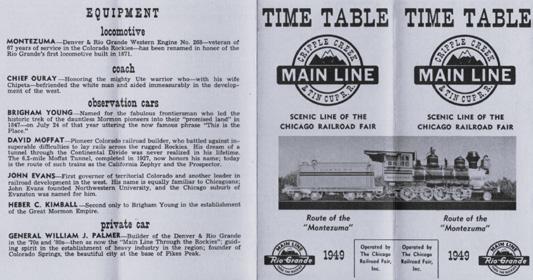 EQUIPMENT
locomotive
MONTEZUMA—Denver & Rio Grande Western Engine No. 268—veteran of
67 years of service in the Colorado Rockies—has been renamed in honor of the
Rio Grande's first locomotive built in 1871.
coach
CHIEF OURAY—Honoring the mighty Ute warrior who—with his wife
Chipeta—befriended the white man and aided immeasurably in the develop-
ment of the west.
observation cars
BRIGHAM YOUNG—Named for the fabulous frontiersman who led the
historic trek of the dauntless Mormon pioneers into their "promised land" in
1847—on July 24 of that year uttering the now famous phrase "This is the
Place."
DAVID MOFFAT—Pioneer Colorado railroad builder, who battled against in-
superable difficulties to lay rails across the rugged Rockies. His dream of a
tunnel through the Continental Divide was never realized in his lifetime.
The 6.2-mile Moffat Tunnel, completed in 1927, now honors his name; today
is the route of such trains as the California Zephyr and the Prospector.
JOHN EVANS—First governor of territorial Colorado and another leader in
railroad development in the west. His name is equally familiar to Chicagoans;
John Evans founded Northwestern University, and the Chicago suburb of
Evanston was named for him.
HEBER C. KIMBALL—Second only to Brigham Young in the establishment
of the Great Mormon Empire.
private car
GENERAL WILLIAM J. PALMER—Builder of the Denver & Rio Grande
in the '70s and '80s—then as now the "Main Line Through the Rockies"; guid-
ing spirit in the establishment of heavy industry in the region; founder of
Colorado Springs, the beautiful city at the base of Pikes Peak.
TIME TABLE
CRIPPLE CREEK
MAIN LINE
& TIN CUP R.R.
SCENIC LINE OF THE
CHICAGO RAILROAD FAIR
Route of the
"Montezuma"
MAIN LINE
Rio Grande
1949
Operated by
The Chicago
Railroad Fair,
Inc.
TIME TABLE
CRIPPLE CREEK
MAIN LINE
& TIN CUP R.R.
SCENIC LINE OF THE
CHICAGO RAILROAD FAIR
Route of the
"Montezuma"
Operated by
The Chicago
Railroad Fair,
Inc.
1949
MAIN LINE
Rio Grande